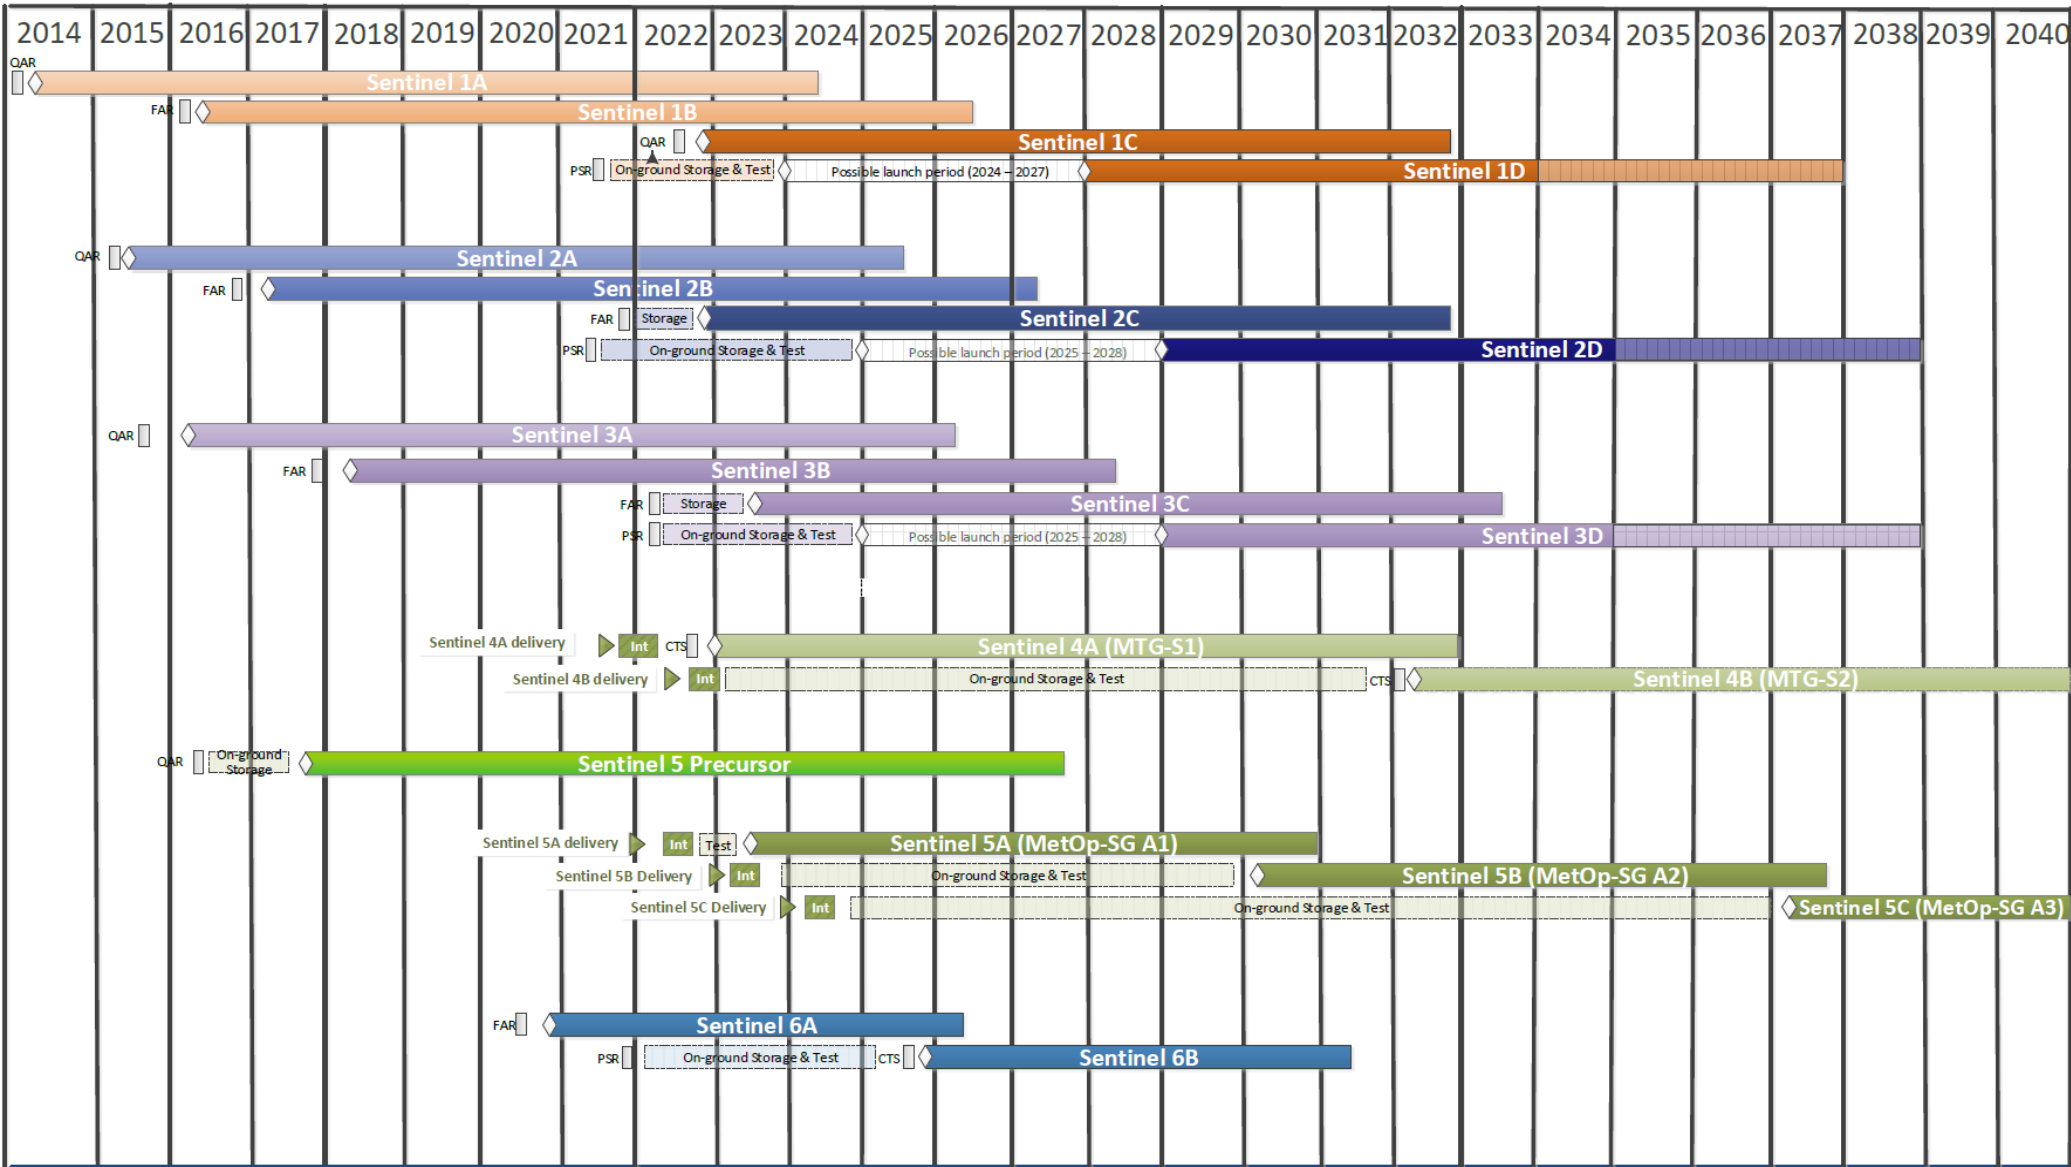 2014 2015 2016 2017 2018 2019 2020 2021 2022 2023 2024 2025 2026 2027 2028 2029 2030 2031 2032 2033 2034 2035 2036 2037 2038 2039 2040
QAR
Sentinel 1A
FAR Sentinel 1B
QAR Sentinel 1C
PSR On-ground Storage & Test Possible launch period (2024 – 2027) Sentinel 1D
QAR Sentinel 2A
FAR Sentinel 2B
FAR Storage Sentinel 2C
PSR On-ground Storage & Test Possible launch period (2025 – 2028) Sentinel 2D
QAR Sentinel 3A
FAR Sentinel 3B
FAR Storage Sentinel 3C
PSR On-ground Storage & Test Possible launch period (2025 – 2028) Sentinel 3D
Sentinel 4A delivery Int CTS Sentinel 4A (MTG-S1)
Sentinel 4B delivery Int On-ground Storage & Test CTS Sentinel 4B (MTG-S2)
QAR On-ground
Storage
Sentinel 5 Precursor
Sentinel 5A delivery Int Test Sentinel 5A (MetOp-SG A1)
Sentinel 5B Delivery Int On-ground Storage & Test Sentinel 5B (MetOp-SG A2)
Sentinel 5C Delivery Int On-ground Storage & Test Sentinel 5C (MetOp-SG A3)
FAR Sentinel 6A
PSR On-ground Storage & Test CTS Sentinel 6B